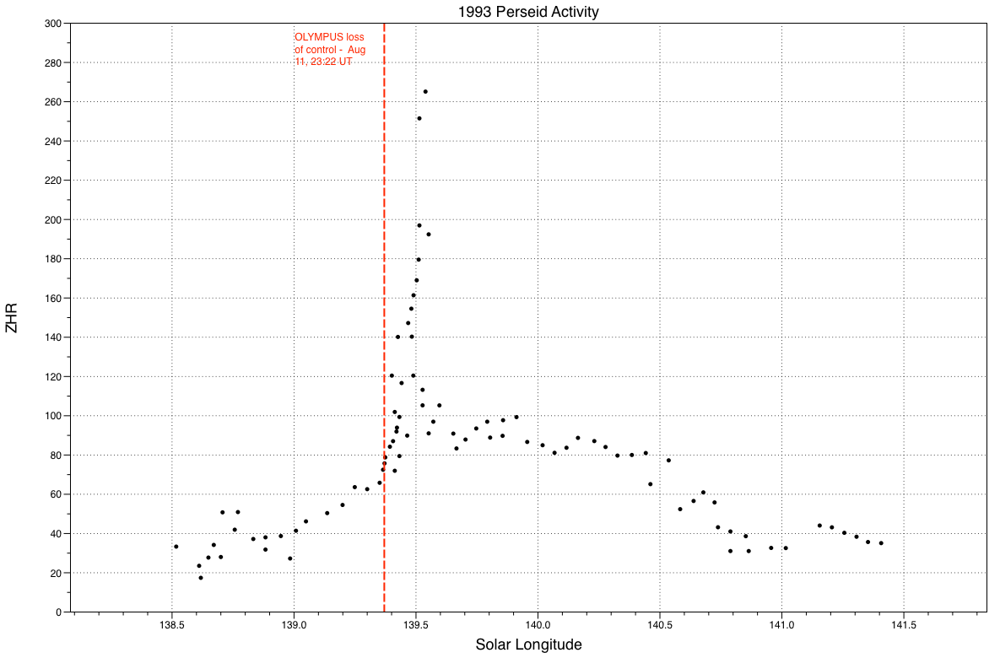 1993 Perseid Activity
OLYMPUS loss
of control -  Aug
11, 23:22 UT
300
280
260
240
220
200
180
160
140
120
100
80
60
40
20
0
ZHR
138.5 139.0 139.5 140.0 140.5 141.0 141.5
Solar Longitude